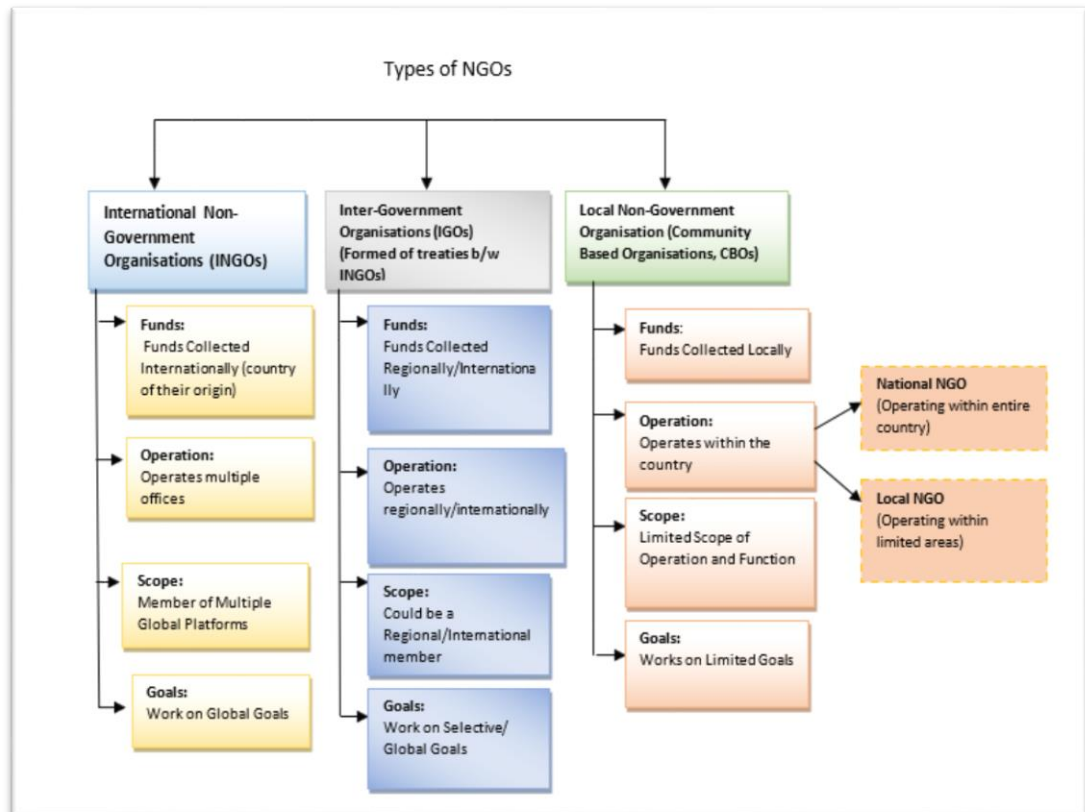 Types of NGOs
International Non-
Government
Organisations (INGOs)
Funds:
Funds Collected
Internationally (country
of their origin)
Operation:
Operates multiple
offices
Scope:
Member of Multiple
Global Platforms
Goals:
Work on Global Goals
Inter-Government
Organisations (IGOs)
(Formed of treaties b/w
INGOs)
Funds:
Funds Collected
Regionally/Internationa
lly
Operation:
Operates
regionally/internationally
Scope:
Could be a
Regional/International
member
Goals:
Work on Selective/
Global Goals
Local Non-Government
Organisation (Community
Based Organisations, CBOs)
Funds:
Funds Collected Locally
Operation:
Operates within the
country
Scope:
Limited Scope of
Operation and Function
Goals:
Works on Limited Goals
National NGO
(Operating within entire
country)
Local NGO
(Operating within
limited areas)